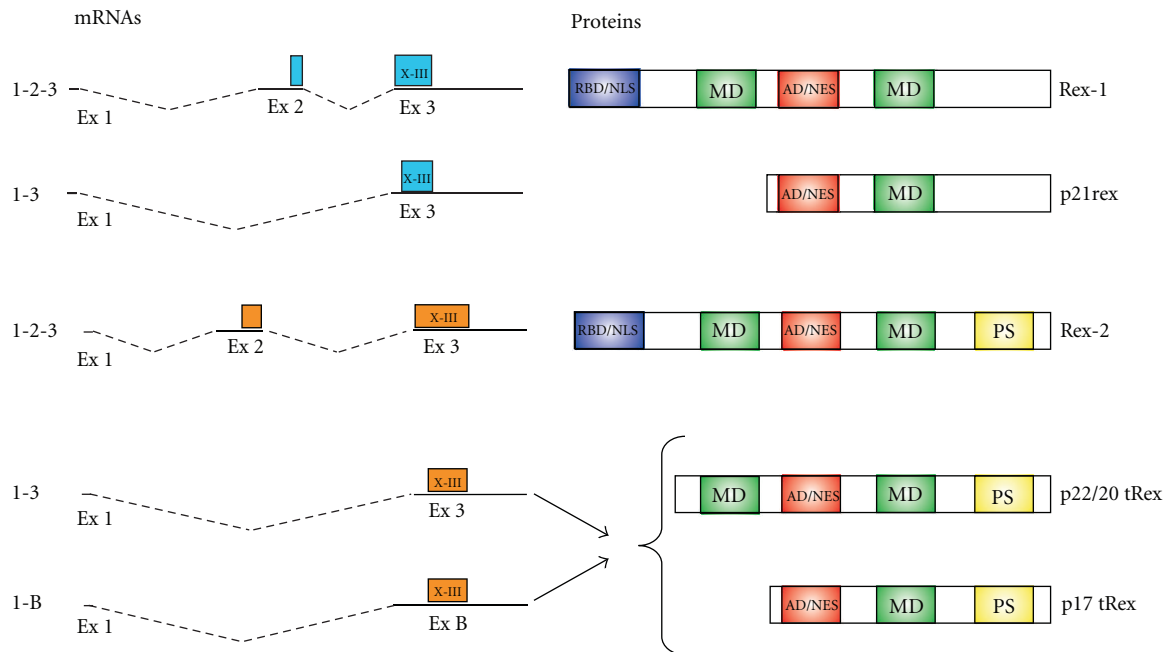 mRNAs
Proteins
1-2-3
Ex 1
Ex 2
X-III
Ex 3
RBD/NLS
MD
AD/NES
MD
Rex-1
1-3
Ex 1
X-III
Ex 3
AD/NES
MD
p21rex
1-2-3
Ex 1
Ex 2
X-III
Ex 3
RBD/NLS
MD
AD/NES
MD
PS
Rex-2
1-3
Ex 1
X-III
Ex 3
MD
AD/NES
MD
PS
p22/20 tRex
1-B
Ex 1
X-III
Ex B
AD/NES
MD
PS
p17 tRex